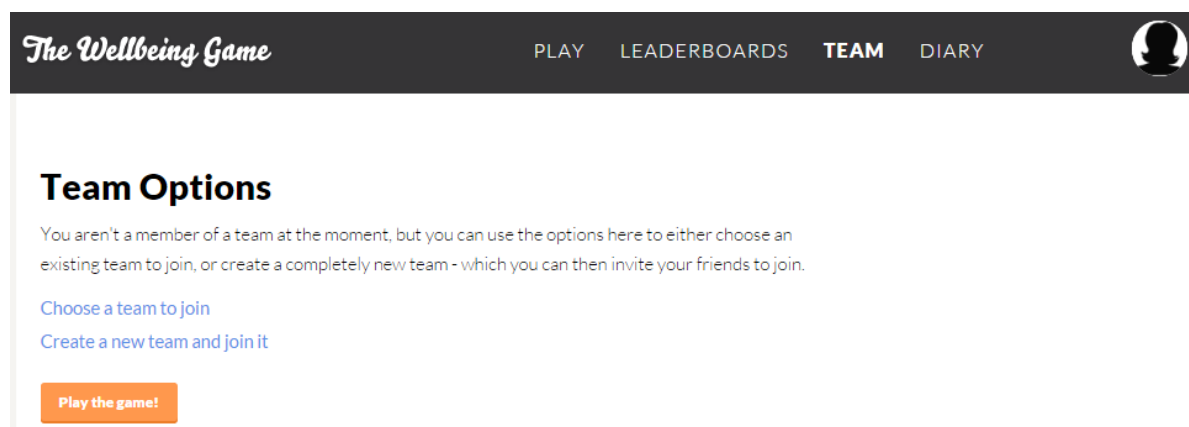 The Wellbeing Game
PLAY LEADERBOARDS TEAM DIARY
Team Options
You aren't a member of a team at the moment, but you can use the options here to either choose an
existing team to join, or create a completely new team - which you can then invite your friends to join.
Choose a team to join
Create a new team and join it
Play the game!